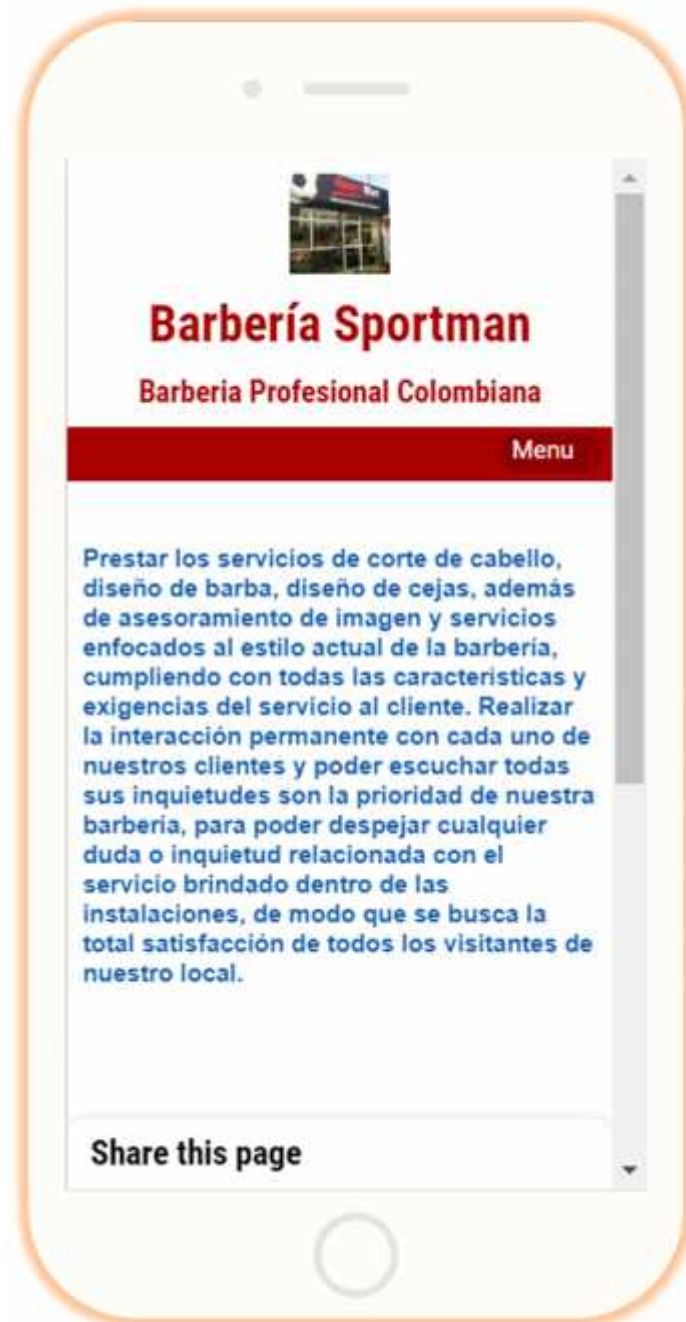 Barbería Sportman
Barberia Profesional Colombiana
Menu
Prestar los servicios de corte de cabello,
diseño de barba, diseño de cejas, además
de asesoramiento de imagen y servicios
enfocados al estilo actual de la barbería,
cumpliendo con todas las características y
exigencias del servicio al cliente. Realizar
la interacción permanente con cada uno de
nuestros clientes y poder escuchar todas
sus inquietudes son la prioridad de nuestra
barbería, para poder despejar cualquier
duda o inquietud relacionada con el
servicio brindado dentro de las
instalaciones, de modo que se busca la
total satisfacción de todos los visitantes de
nuestro local.
Share this page